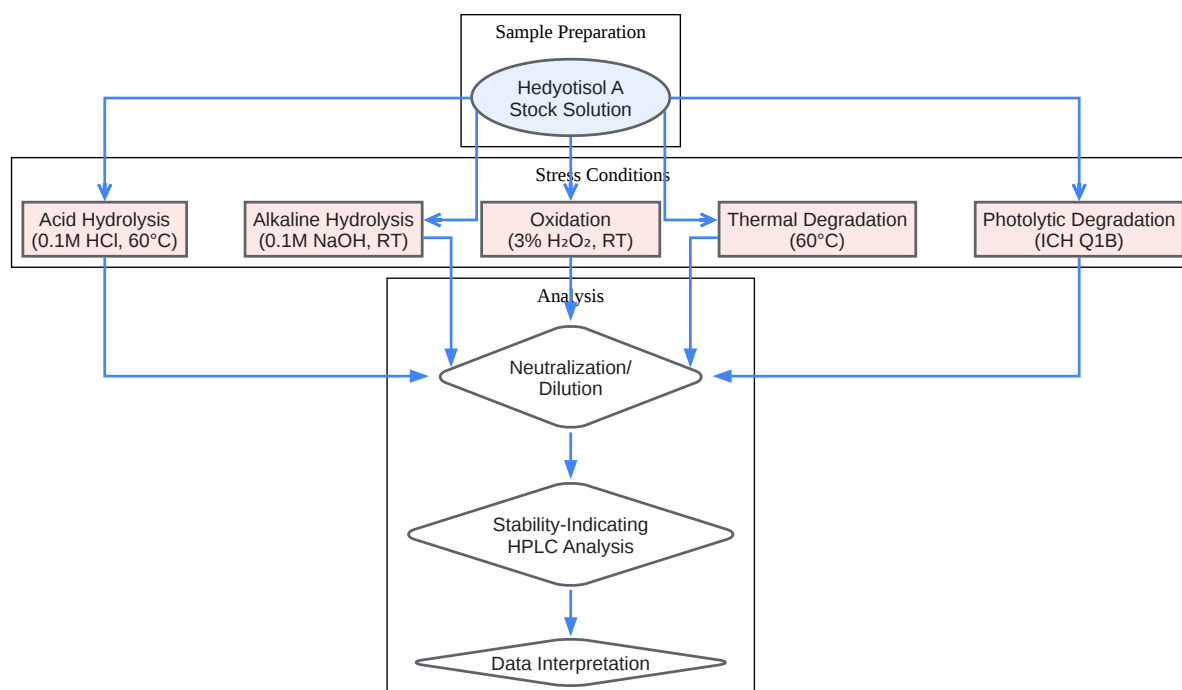 Sample Preparation
Hedyotisol A
Stock Solution
Stress Conditions
Acid Hydrolysis
(0.1M HCl, 60°C)
Alkaline Hydrolysis
(0.1M NaOH, RT)
Oxidation
(3% H₂O₂, RT)
Thermal Degradation
(60°C)
Photolytic Degradation
(ICH Q1B)
Analysis
Neutralization/
Dilution
Stability-Indicating
HPLC Analysis
Data Interpretation